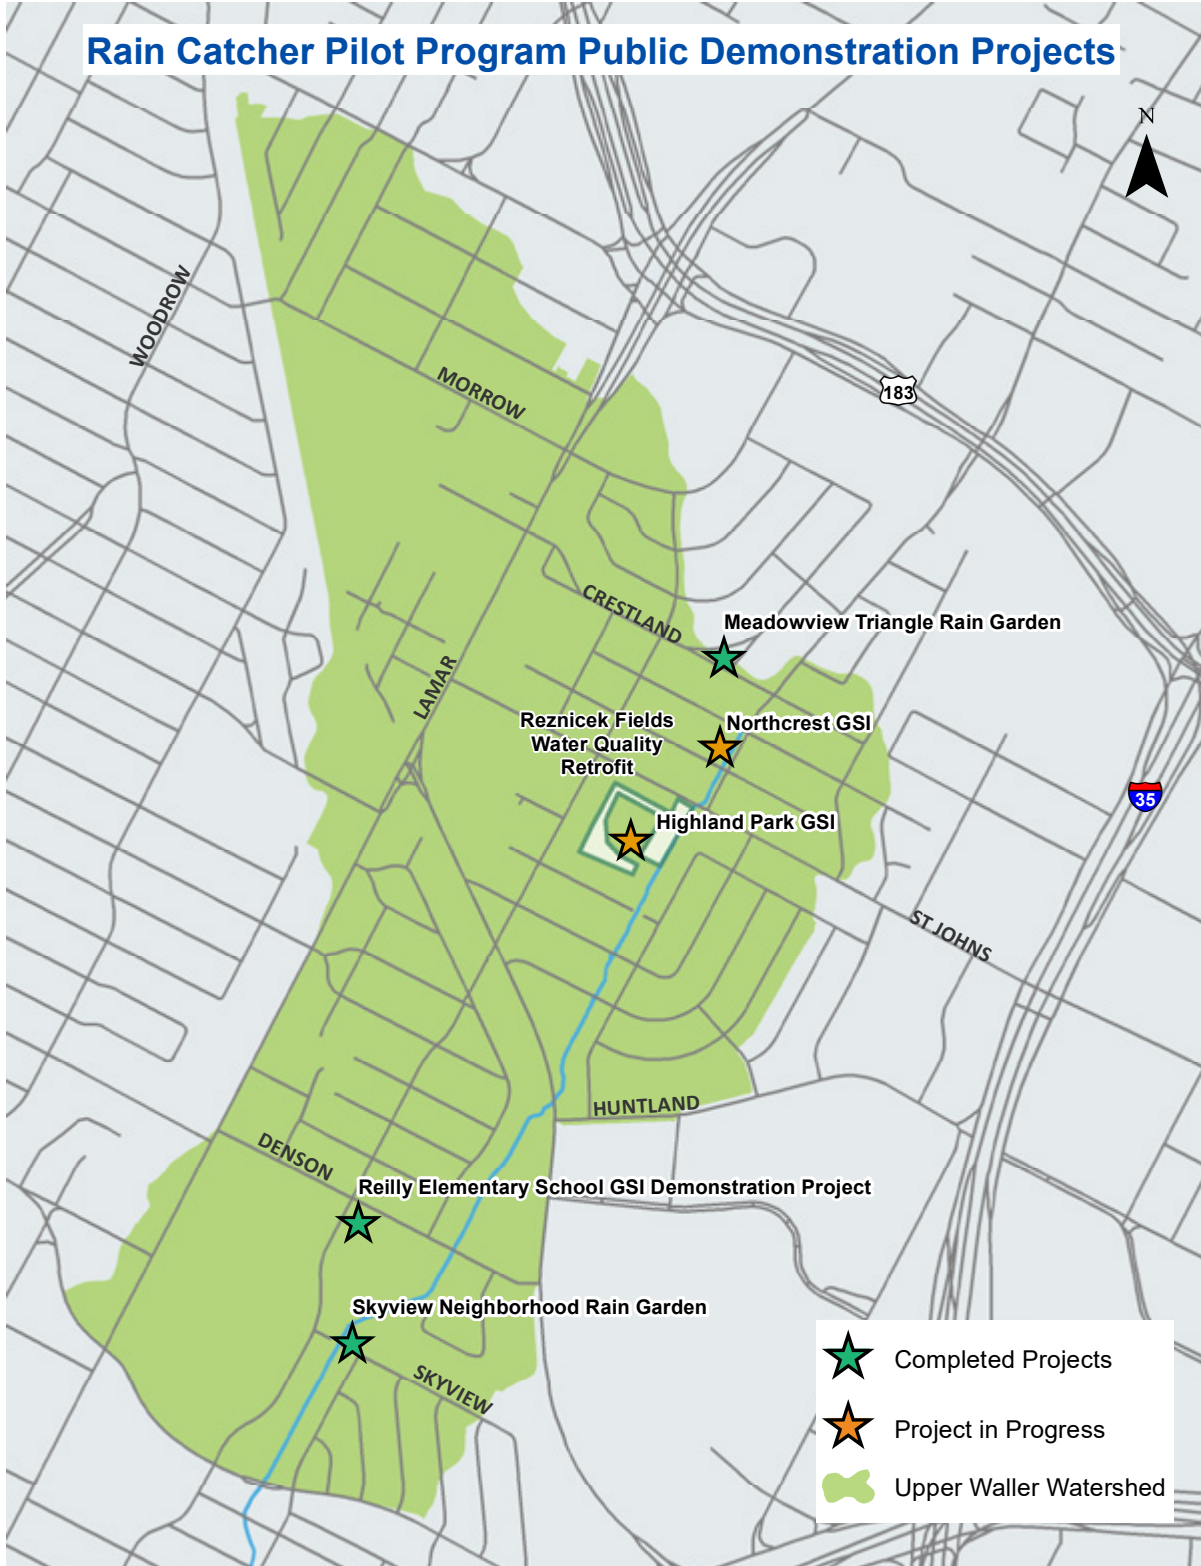 Rain Catcher Pilot Program Public Demonstration Projects
N
WOODROW
MORROW
183
CRESTLAND
Meadowview Triangle Rain Garden
LAMAR
Reznicek Fields
Water Quality
Retrofit
Northcrest GSI
35
Highland Park GSI
ST JOHNS
HUNTLAND
DENSON
Reilly Elementary School GSI Demonstration Project
Skyview Neighborhood Rain Garden
SKYVIEW
Completed Projects
Project in Progress
Upper Waller Watershed